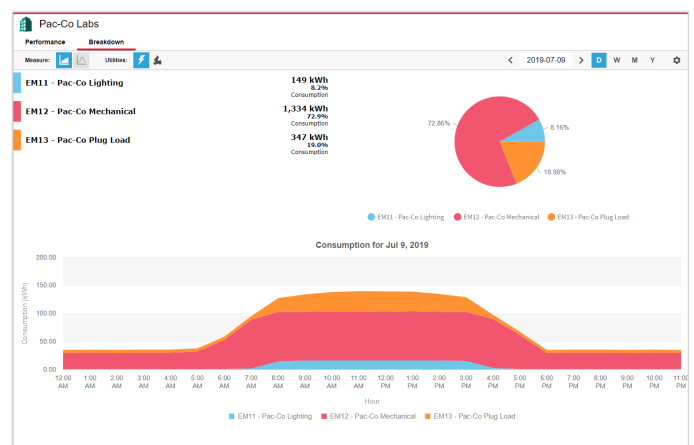 Pac-Co Labs
Performance Breakdown
Measure: Utilities: 2019-07-09 D W M Y
EM11 - Pac-Co Lighting 149 kWh
8.2%
Consumption
EM12 - Pac-Co Mechanical 1,334 kWh
72.9%
Consumption
EM13 - Pac-Co Plug Load 347 kWh
19.0%
Consumption
72.86%
8.16%
18.98%
EM11 - Pac-Co Lighting EM12 - Pac-Co Mechanical EM13 - Pac-Co Plug Load
Consumption for Jul 9, 2019
Consumption (kWh)
200.00
150.00
100.00
50.00
0.00
12:00 AM 1:00 AM 2:00 AM 3:00 AM 4:00 AM 5:00 AM 6:00 AM 7:00 AM 8:00 AM 9:00 AM 10:00 AM 11:00 AM 12:00 PM 1:00 PM 2:00 PM 3:00 PM 4:00 PM 5:00 PM 6:00 PM 7:00 PM 8:00 PM 9:00 PM 10:00 PM 11:00 PM
Hour
EM11 - Pac-Co Lighting EM12 - Pac-Co Mechanical EM13 - Pac-Co Plug Load